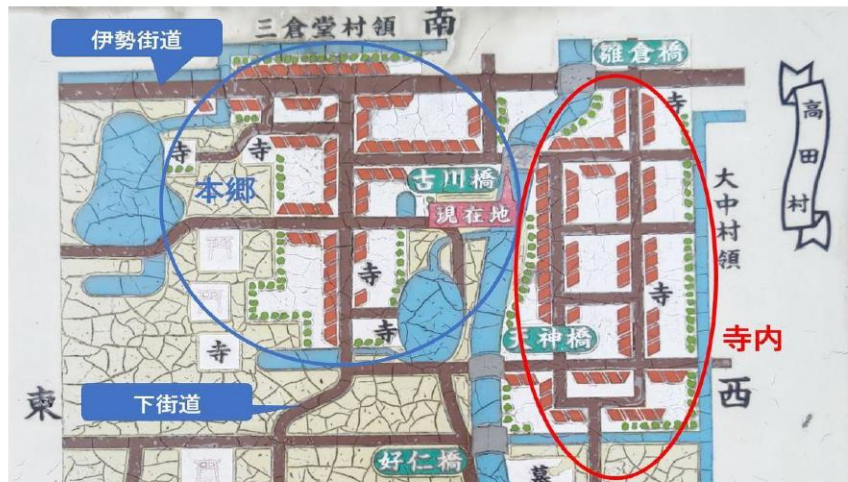 伊勢街道
三倉堂村領
南
雛倉橋
高田村
寺
寺
寺
本郷
古川橋
現在地
大中村領
寺
寺
天神橋
寺内
寺
寺
東
下街道
西
好仁橋
墓